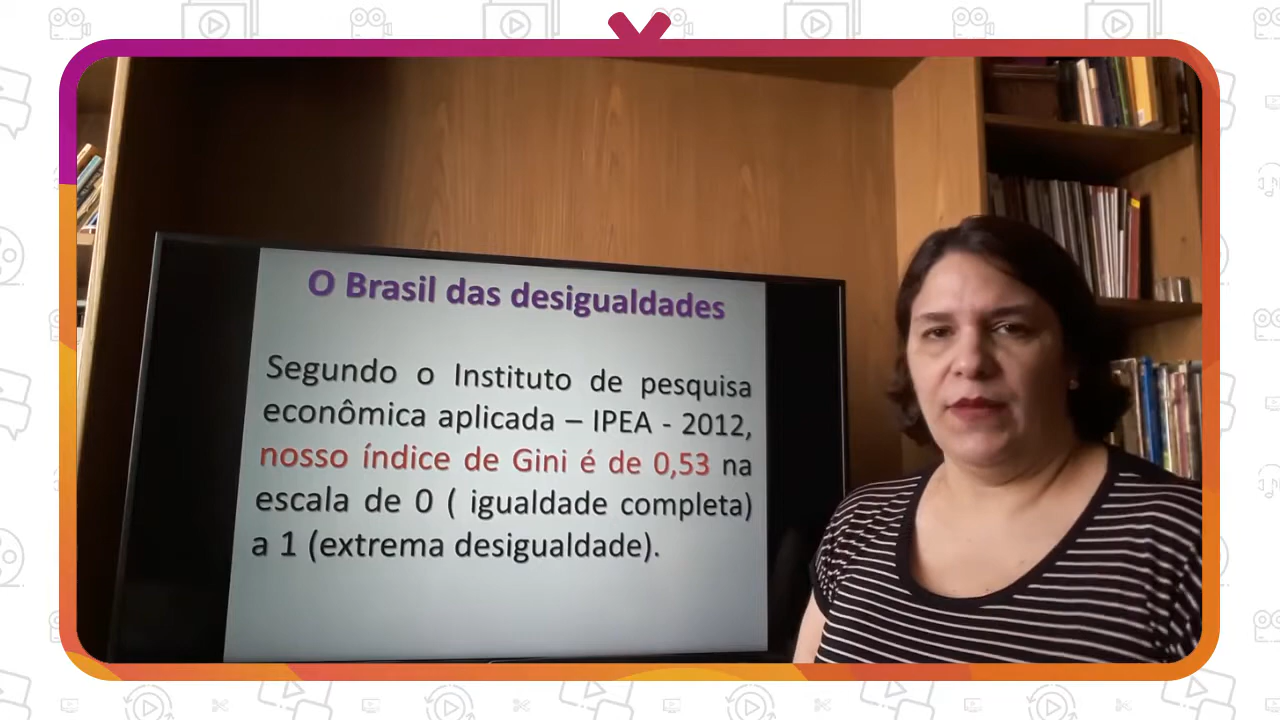 O Brasil das desigualdades
Segundo o Instituto de pesquisa
econômica aplicada – IPEA - 2012,
nosso índice de Gini é de 0,53 na
escala de 0 ( igualdade completa)
a 1 (extrema desigualdade).